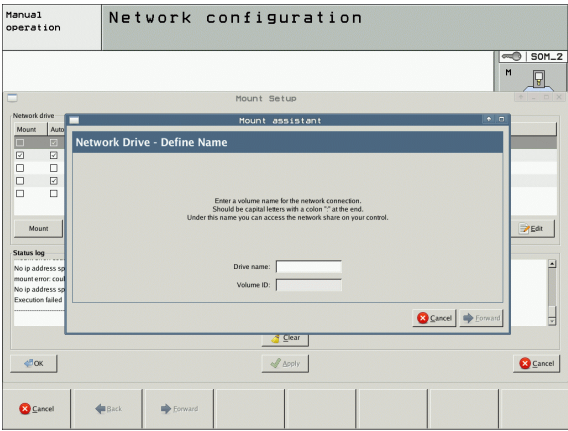 Manual
operation
Network configuration
SOM_2
M
Mount Setup
Network drive
Mount Auto
Mount assistant
Network Drive - Define Name
Enter a volume name for the network connection.
Should be capital letters with a colon ":" at the end.
Under this name you can access the network share on your control.
Drive name:
Volume ID:
Cancel Forward
Mount
Edit
Status log
No ip address sp
mount error: coul
No ip address sp
Execution failed
Clear
OK Apply Cancel
Cancel Back Forward